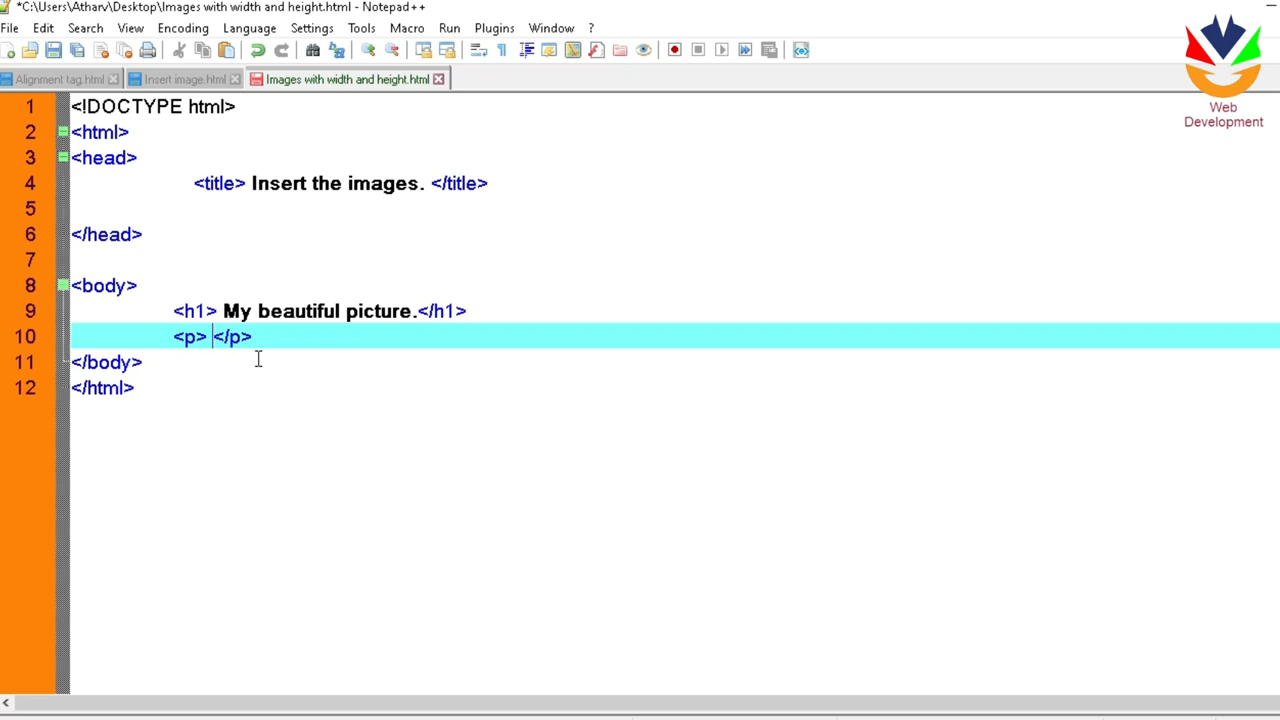 *C:\Users\Atharv\Desktop\Images with width and height.html - Notepad++
File Edit Search View Encoding Language Settings Tools Macro Run Plugins Window ?
Alignment tag.html Insert image.html Images with width and height.html
Web
Development
1 <!DOCTYPE html>
2 <html>
3 <head>
4 <title> Insert the images. </title>
5
6 </head>
7
8 <body>
9 <h1> My beautiful picture.</h1>
10 <p> </p>
11 </body>
12 </html>